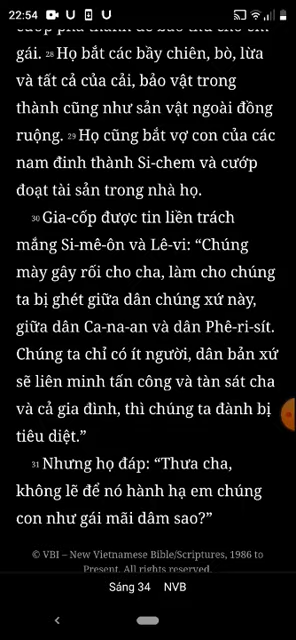 22:54
gái. 28 Họ bắt các bầy chiên, bò, lừa
và tất cả của cải, bảo vật trong
thành cũng như sản vật ngoài đồng
ruộng. 29 Họ cũng bắt vợ con của các
nam đinh thành Si-chem và cướp
đoạt tài sản trong nhà họ.
30 Gia-cốp được tin liền trách
mắng Si-mê-ôn và Lê-vi: “Chúng
mày gây rối cho cha, làm cho chúng
ta bị ghét giữa dân chúng xứ này,
giữa dân Ca-na-an và dân Phê-ri-sít.
Chúng ta chỉ có ít người, dân bản xứ
sẽ liên minh tấn công và tàn sát cha
và cả gia đình, thì chúng ta đành bị
tiêu diệt.”
31 Nhưng họ đáp: “Thưa cha,
không lẽ để nó hành hạ em chúng
con như gái mãi dâm sao?”
© VBI – New Vietnamese Bible/Scriptures, 1986 to
Present. All rights reserved
Sáng 34 NVB